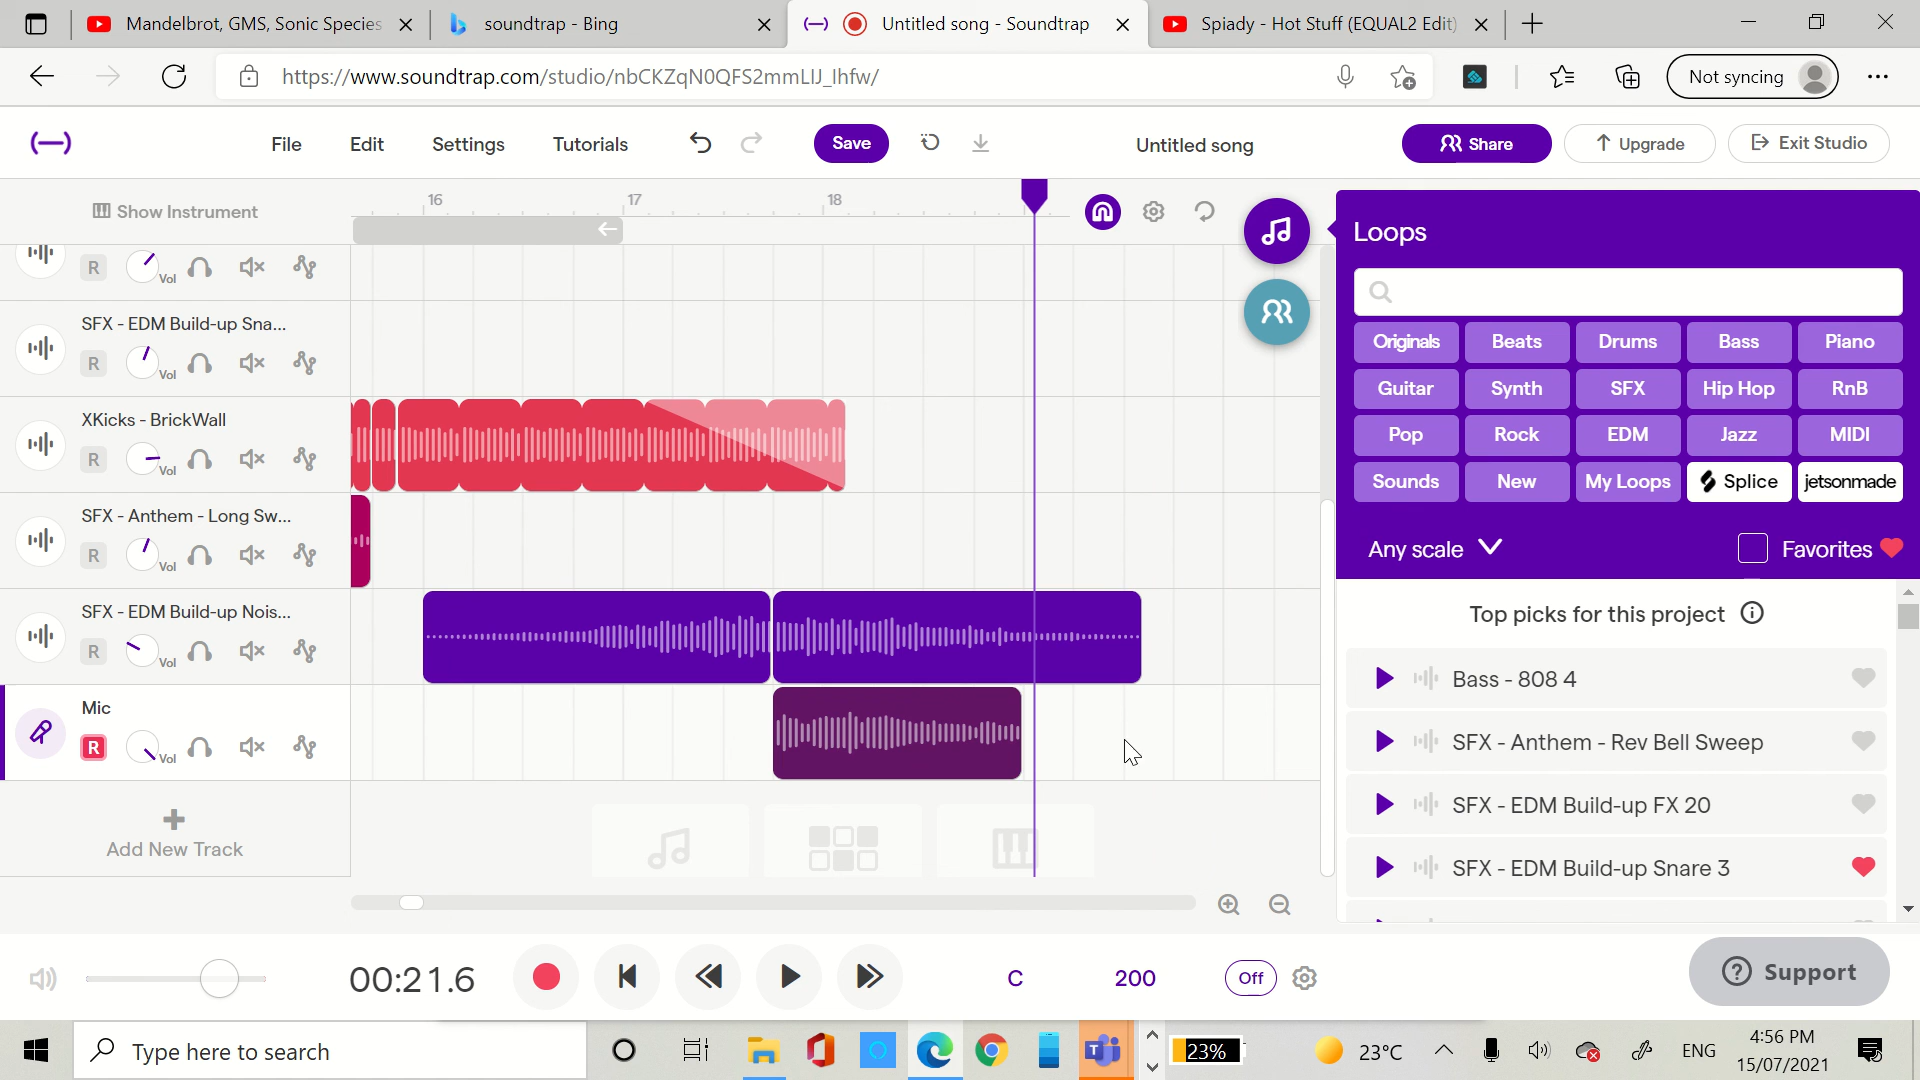 Mandelbrot, GMS, Sonic Species
soundtrap - Bing
Untitled song - Soundtrap
Spiady - Hot Stuff (EQUAL2 Edit)
https://www.soundtrap.com/studio/nbCKZqN0QFS2mmLIJ_Ihfw/
Not syncing
File Edit Settings Tutorials
Save
Untitled song
Share
Upgrade
Exit Studio
Show Instrument
16 17 18
R Vol
SFX - EDM Build-up Sna...
R Vol
XKicks - BrickWall
R Vol
SFX - Anthem - Long Sw...
R Vol
SFX - EDM Build-up Nois...
R Vol
Mic
R Vol
Add New Track
Loops
Originals Beats Drums Bass Piano
Guitar Synth SFX Hip Hop RnB
Pop Rock EDM Jazz MIDI
Sounds New My Loops Splice jetsonmade
Any scale
Favorites
Top picks for this project
Bass - 808 4
SFX - Anthem - Rev Bell Sweep
SFX - EDM Build-up FX 20
SFX - EDM Build-up Snare 3
00:21.6
C 200 Off
Support
Type here to search
23%
23°C
ENG
4:56 PM
15/07/2021